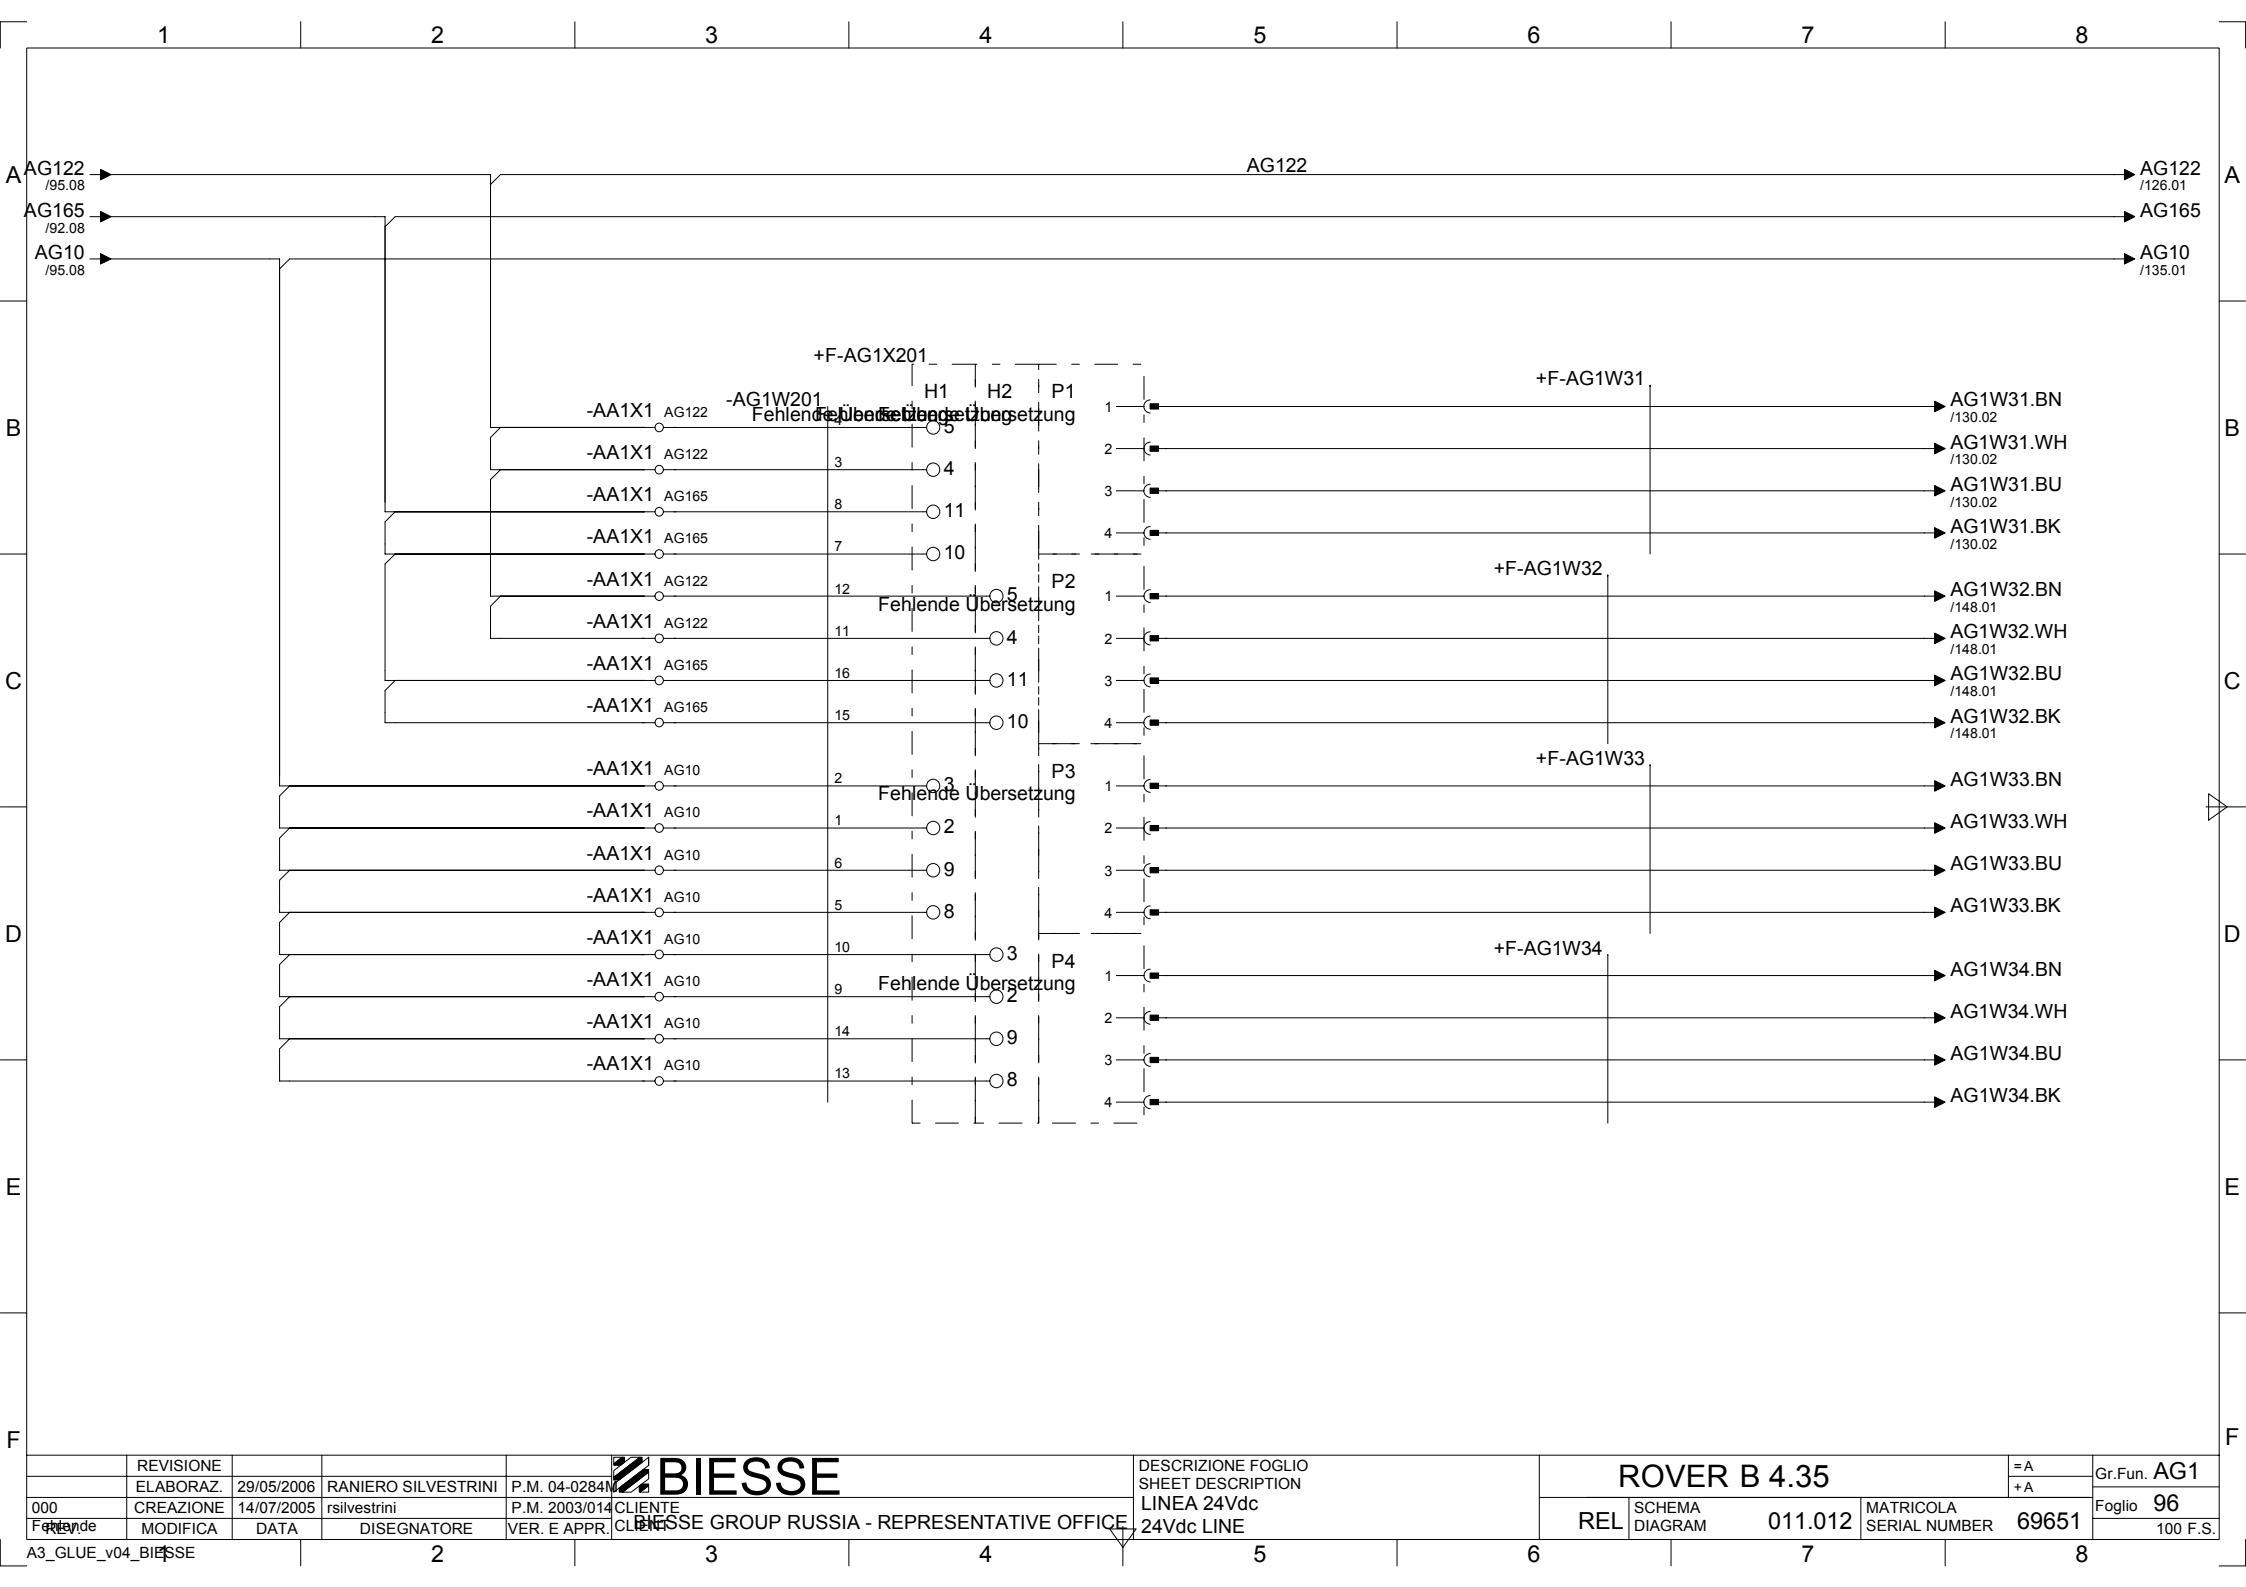 1 2 3 4 5 6 7 8
A AG122 AG122 AG122 A
/95.08 /126.01
AG165 AG165
/92.08
AG10 AG10
/95.08 /135.01
+F-AG1X201
-AG1W201 H1 H2 P1 +F-AG1W31
Fehlende Übersetzung
B B
-AA1X1 AG122 4 5 1 AG1W31.BN
/130.02
-AA1X1 AG122 3 4 2 AG1W31.WH
/130.02
-AA1X1 AG165 8 11 3 AG1W31.BU
/130.02
-AA1X1 AG165 7 10 4 AG1W31.BK
/130.02
P2 +F-AG1W32
Fehlende Übersetzung
-AA1X1 AG122 12 5 1 AG1W32.BN
/148.01
-AA1X1 AG122 11 4 2 AG1W32.WH
/148.01
C C
-AA1X1 AG165 16 11 3 AG1W32.BU
/148.01
-AA1X1 AG165 15 10 4 AG1W32.BK
/148.01
P3 +F-AG1W33
Fehlende Übersetzung
-AA1X1 AG10 2 3 1 AG1W33.BN
-AA1X1 AG10 1 2 2 AG1W33.WH
-AA1X1 AG10 6 9 3 AG1W33.BU
-AA1X1 AG10 5 8 4 AG1W33.BK
D D
P4 +F-AG1W34
Fehlende Übersetzung
-AA1X1 AG10 10 3 1 AG1W34.BN
-AA1X1 AG10 9 2 2 AG1W34.WH
-AA1X1 AG10 14 9 3 AG1W34.BU
-AA1X1 AG10 13 8 4 AG1W34.BK
E E
F F
REVISIONE
ELABORAZ. 29/05/2006 RANIERO SILVESTRINI P.M. 04-0284M
000 CREAZIONE 14/07/2005 rsilvestrini P.M. 2003/014
Fehlende REV. MODIFICA DATA DISEGNATORE VER. E APPR.
BIESSE
CLIENTE
CLIENT BIESSE GROUP RUSSIA - REPRESENTATIVE OFFICE
DESCRIZIONE FOGLIO
SHEET DESCRIPTION
LINEA 24Vdc
24Vdc LINE
ROVER B 4.35
REL SCHEMA DIAGRAM 011.012 MATRICOLA SERIAL NUMBER 69651
= A
+ A
Gr.Fun. AG1
Foglio 96
100 F.S.
A3_GLUE_v04_BIESSE
1 2 3 4 5 6 7 8